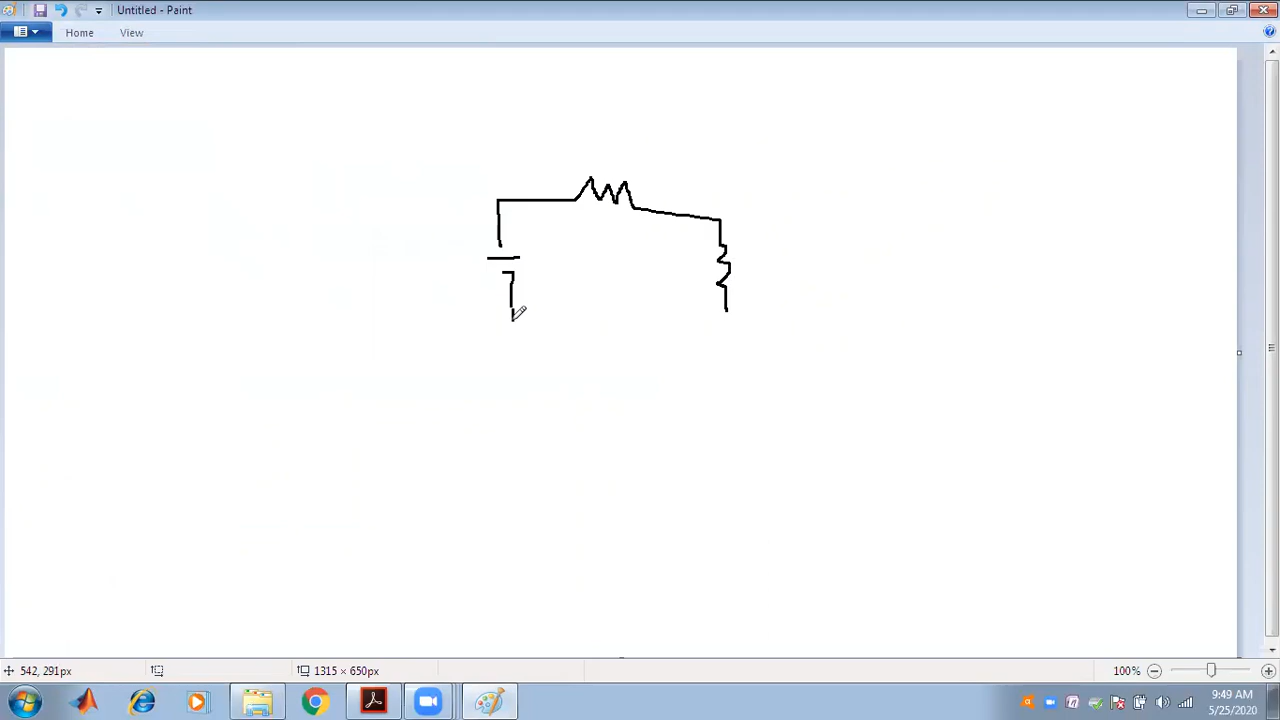 Untitled - Paint
Home
View
542, 291px
1315 × 650px
100%
9:49 AM
5/25/2020